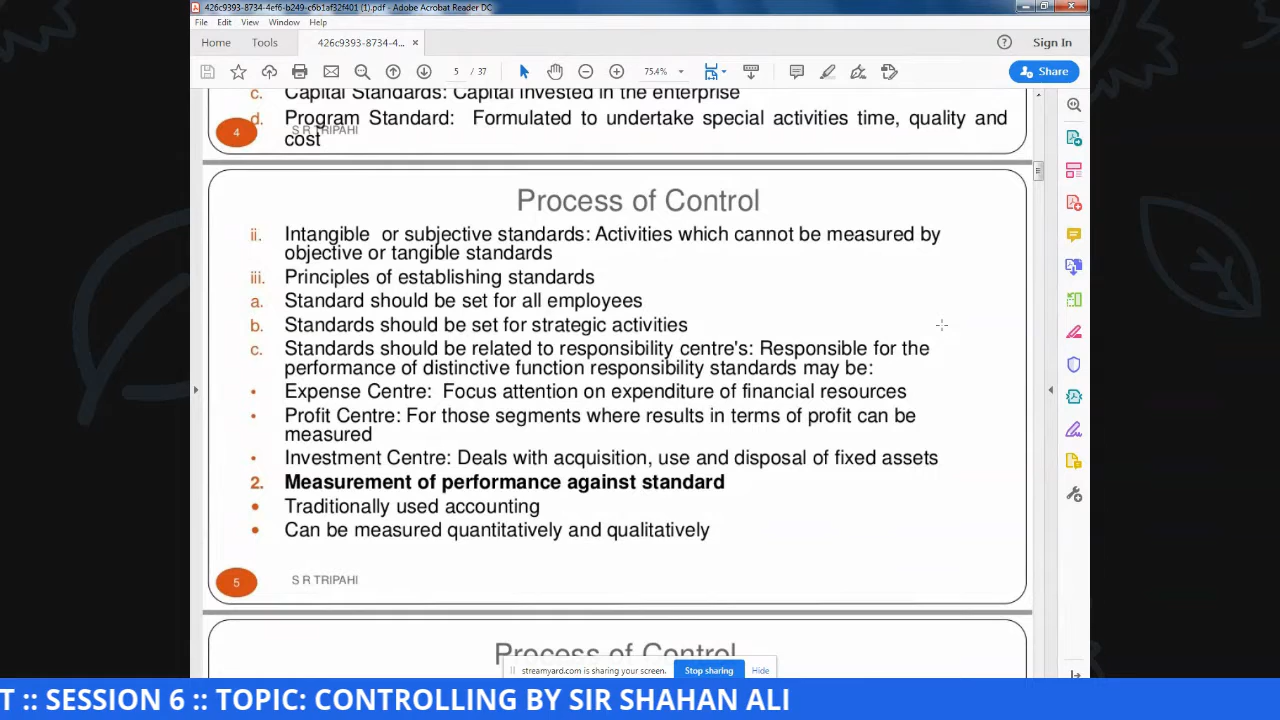 426c9393-8734-4ef6-b249-c6b1af32f401 (1).pdf - Adobe Acrobat Reader DC
File Edit View Window Help
Home Tools 426c9393-8734-4... × Sign In
5 / 37 75.4% Share
c. Capital Standards: Capital invested in the enterprise
d. Program Standard: Formulated to undertake special activities time, quality and
cost
4 S R TRIPAHI
Process of Control
ii. Intangible or subjective standards: Activities which cannot be measured by
objective or tangible standards
iii. Principles of establishing standards
a. Standard should be set for all employees
b. Standards should be set for strategic activities
c. Standards should be related to responsibility centre's: Responsible for the
performance of distinctive function responsibility standards may be:
• Expense Centre: Focus attention on expenditure of financial resources
• Profit Centre: For those segments where results in terms of profit can be
measured
• Investment Centre: Deals with acquisition, use and disposal of fixed assets
2. Measurement of performance against standard
• Traditionally used accounting
• Can be measured quantitatively and qualitatively
5 S R TRIPAHI
Process of Control
streamyard.com is sharing your screen. Stop sharing Hide
T :: SESSION 6 :: TOPIC: CONTROLLING BY SIR SHAHAN ALI